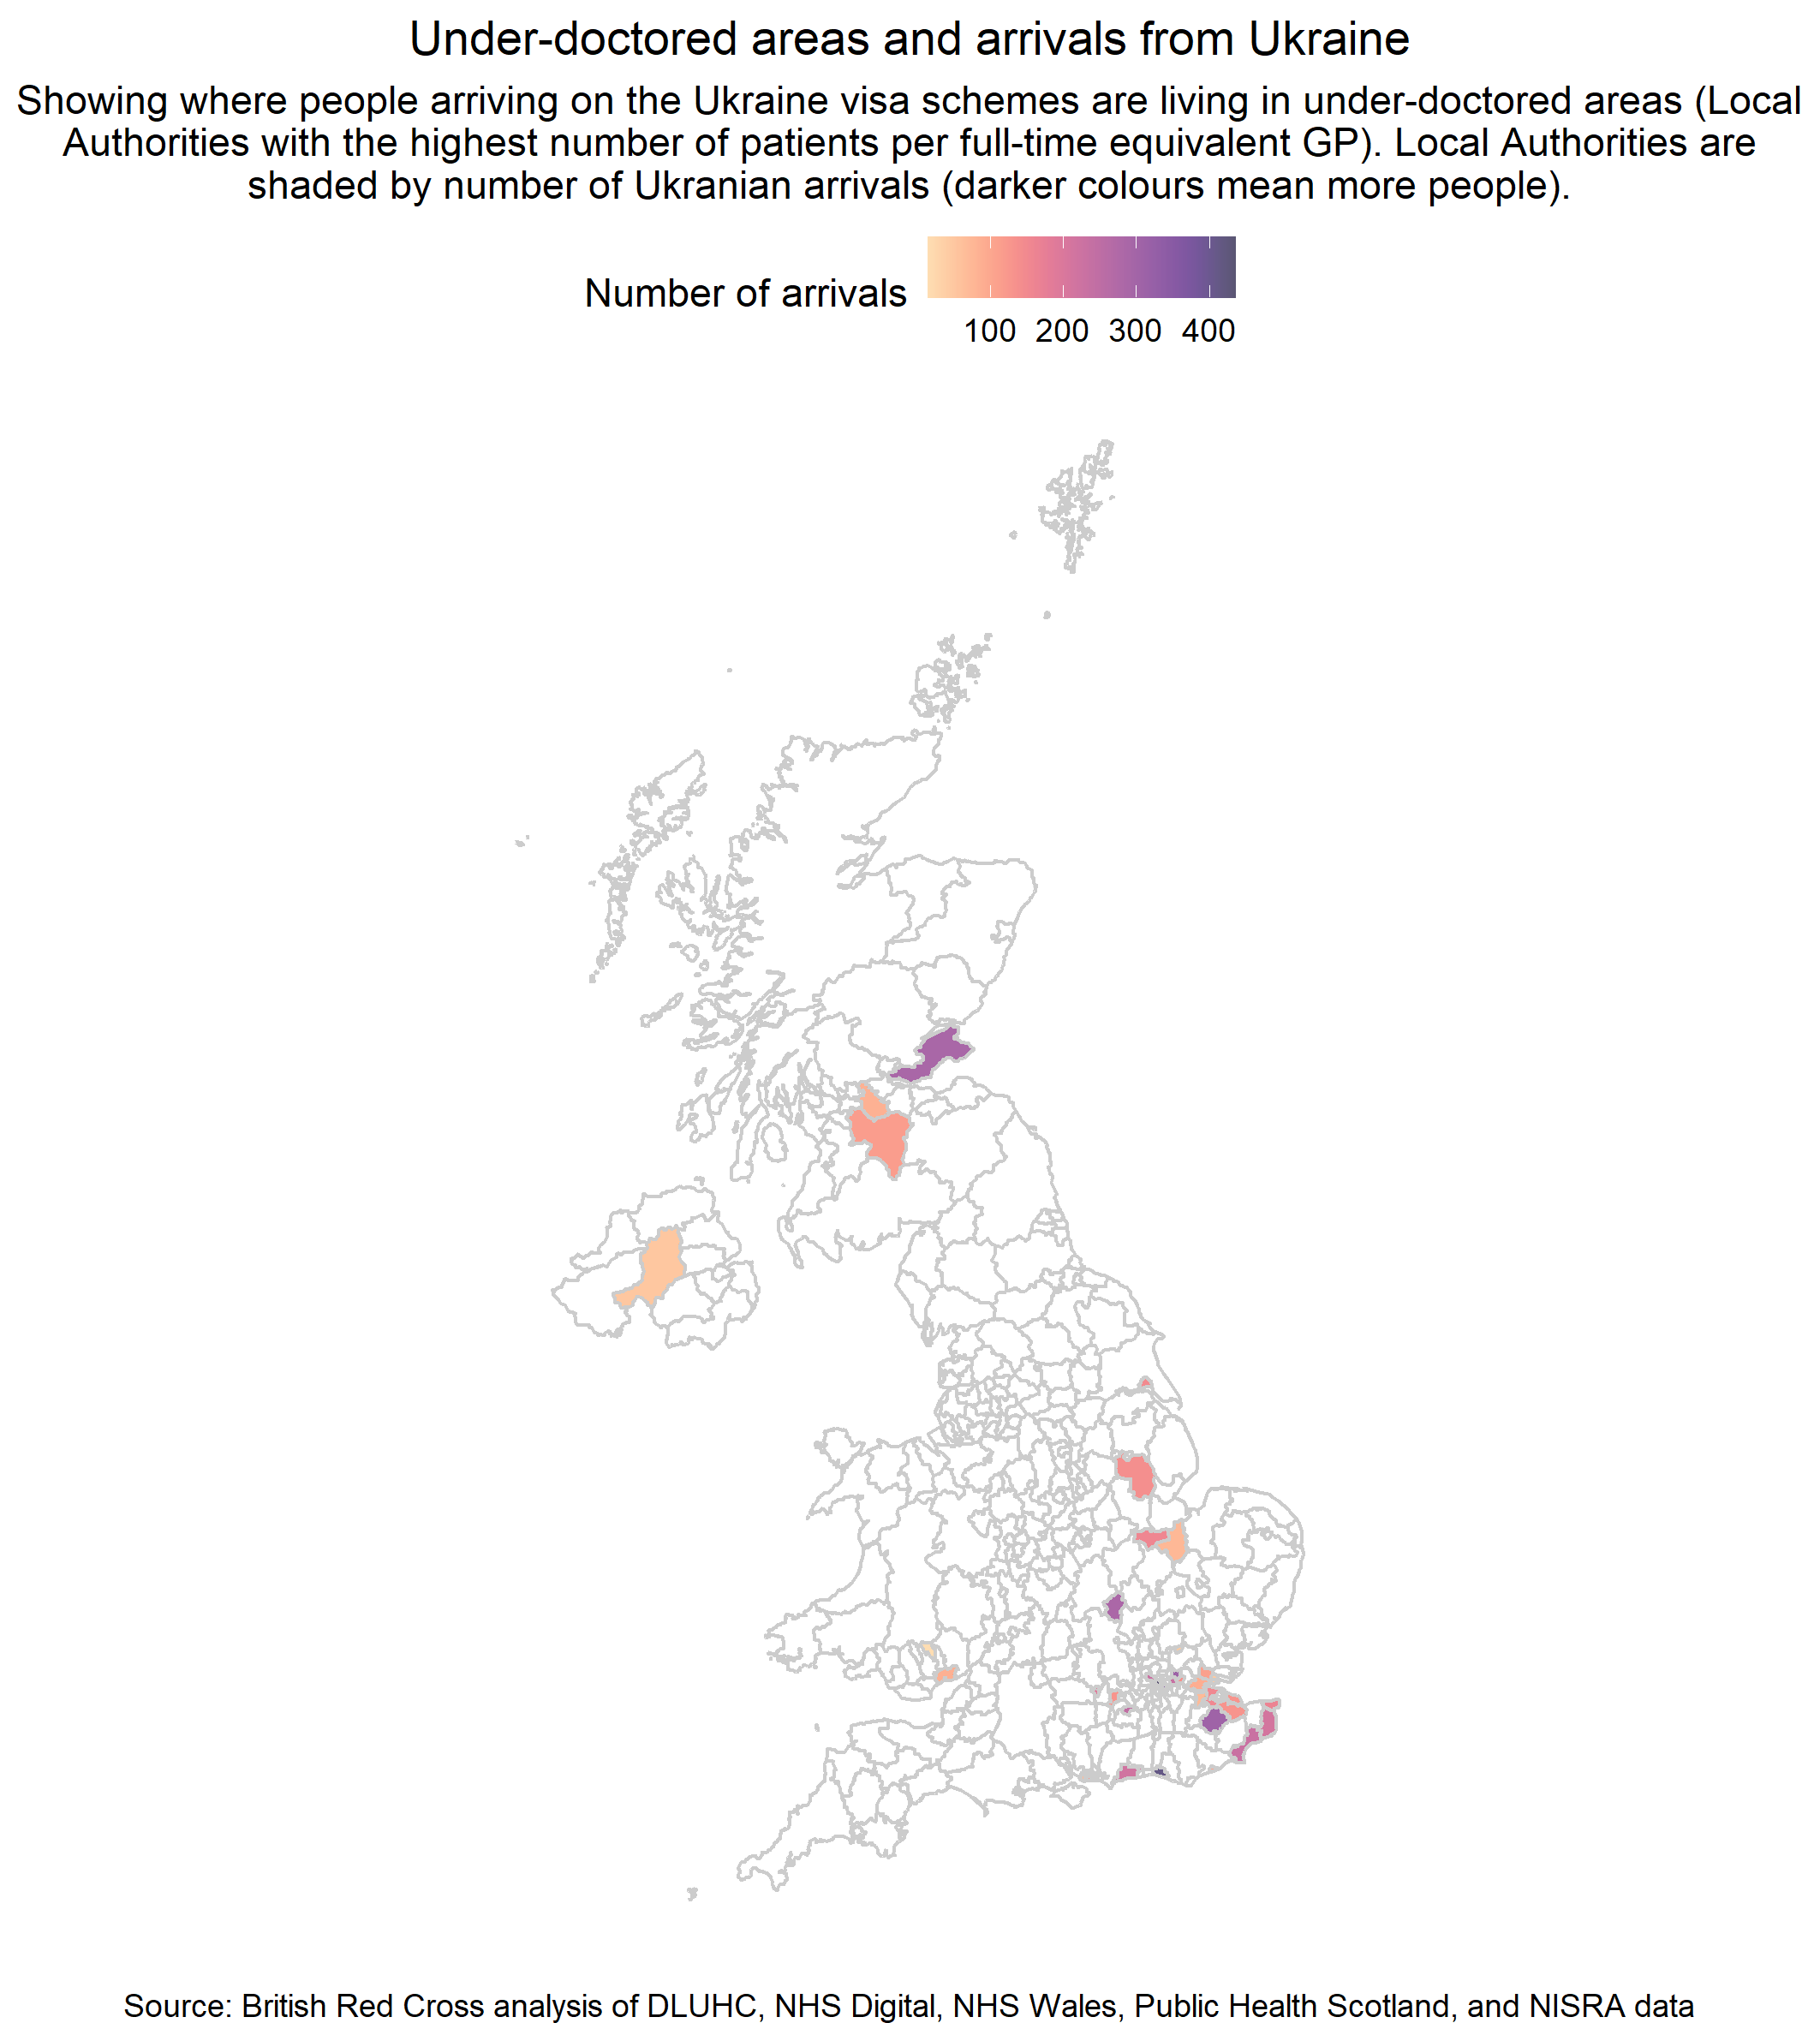 Under-doctored areas and arrivals from Ukraine
Showing where people arriving on the Ukraine visa schemes are living in under-doctored areas (Local
Authorities with the highest number of patients per full-time equivalent GP). Local Authorities are
shaded by number of Ukranian arrivals (darker colours mean more people).
Number of arrivals
100 200 300 400
Source: British Red Cross analysis of DLUHC, NHS Digital, NHS Wales, Public Health Scotland, and NISRA data